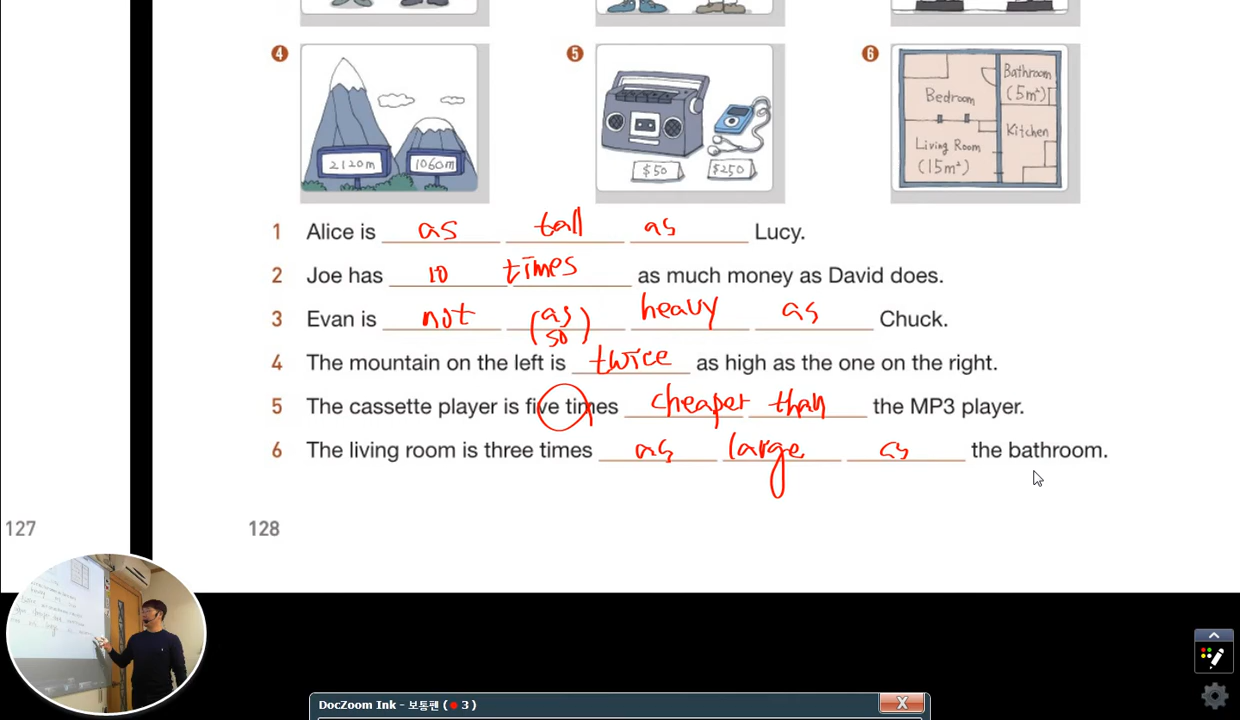 4
5
6
2120m
1060m
$50
$250
Bedroom
Bathroom
(5m²)
Living Room
(15m²)
Kitchen
1 Alice is as tall as Lucy.
2 Joe has 10 times as much money as David does.
3 Evan is not (as so) heavy as Chuck.
4 The mountain on the left is twice as high as the one on the right.
5 The cassette player is five times cheaper than the MP3 player.
6 The living room is three times as large as the bathroom.
127
128
DocZoom Ink - 보통펜 ( 3 )